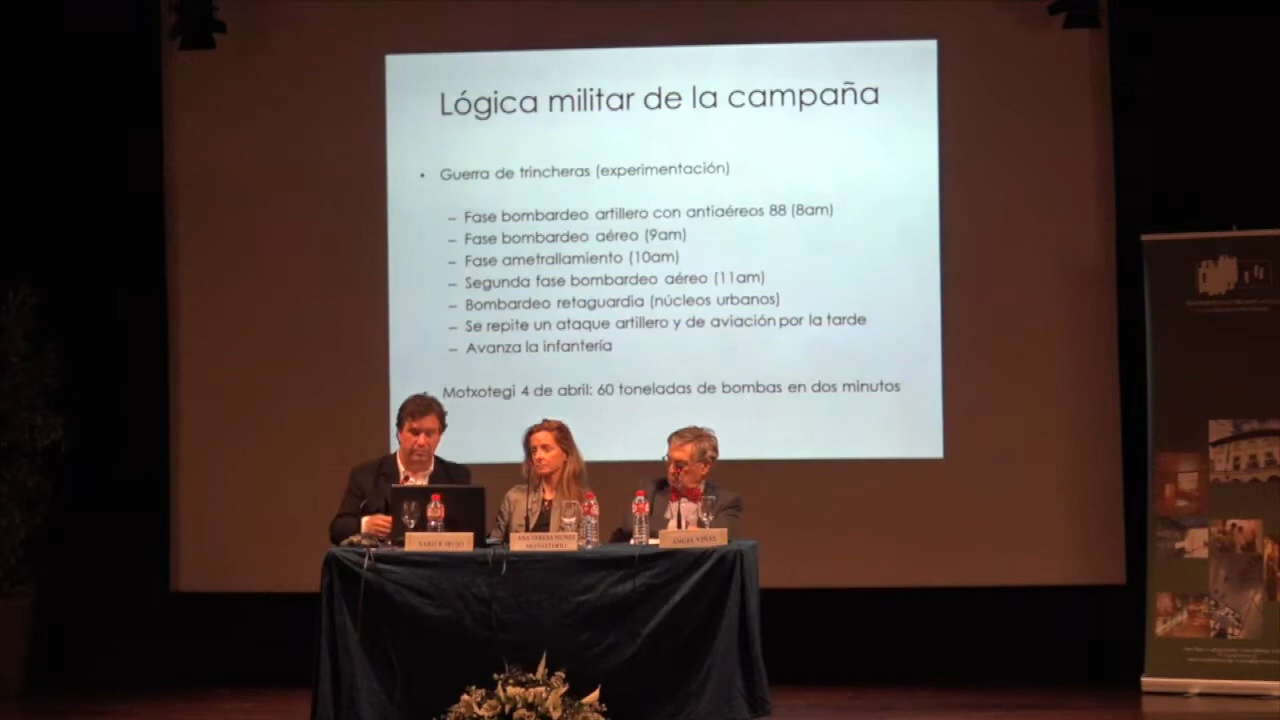 Lógica militar de la campaña
• Guerra de trincheras (experimentación)
– Fase bombardeo artillero con antiaéreos 88 (8am)
– Fase bombardeo aéreo (9am)
– Fase ametrallamiento (10am)
– Segunda fase bombardeo aéreo (11am)
– Bombardeo retaguardia (núcleos urbanos)
– Se repite un ataque artillero y de aviación por la tarde
– Avanza la infantería
Motxotegi 4 de abril: 60 toneladas de bombas en dos minutos
XABIER IRUJO
ANA TERESA NUÑEZ
MONASTERIO
ÁNGEL VIÑAS